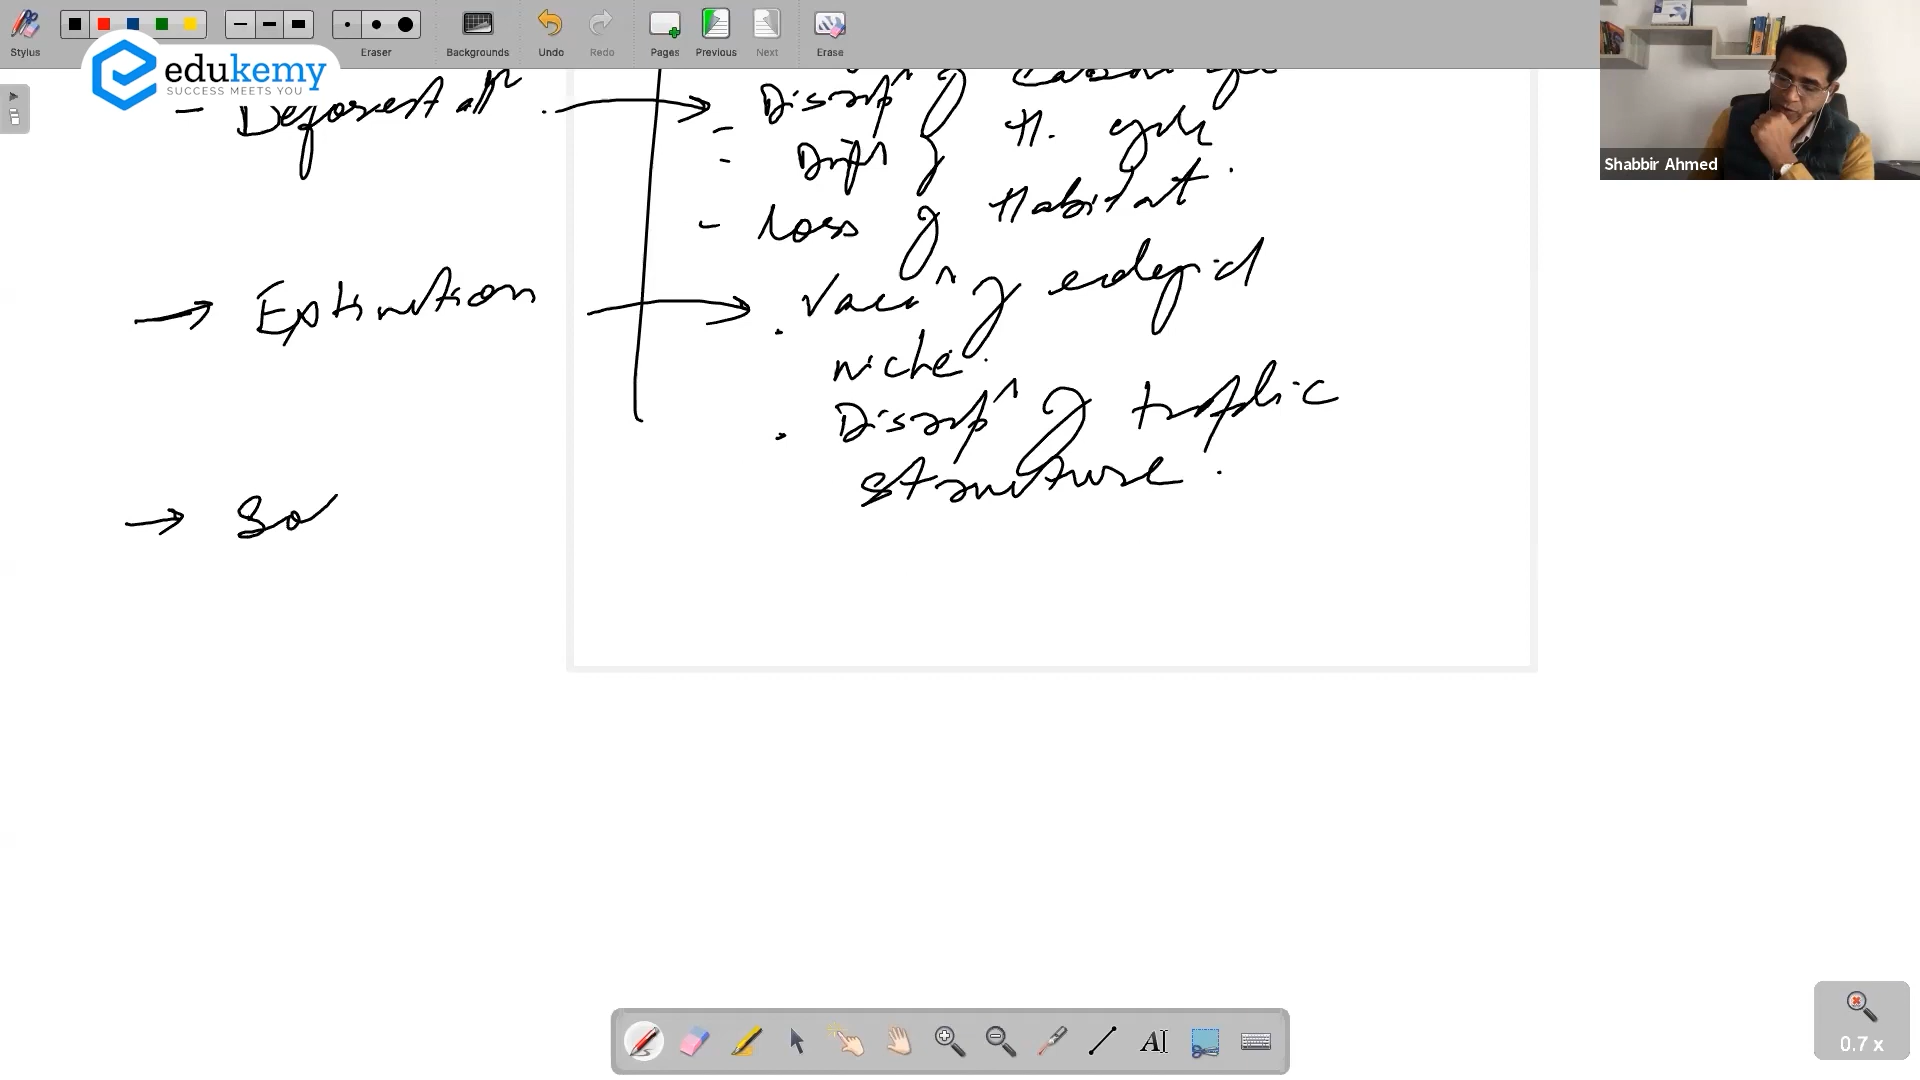 Stylus
Eraser
Backgrounds
Undo
Redo
Pages
Previous
Next
Erase
edukemy
SUCCESS MEETS YOU
Shabbir Ahmed
- Deforestatn
Disrupn of Carbon
- Disrupn of H. cycle
- Loss of Habitat.
→ Extinction → . Vacan of ecological
niche.
. Disrupn of trophic
structure.
→ So
0.7 x